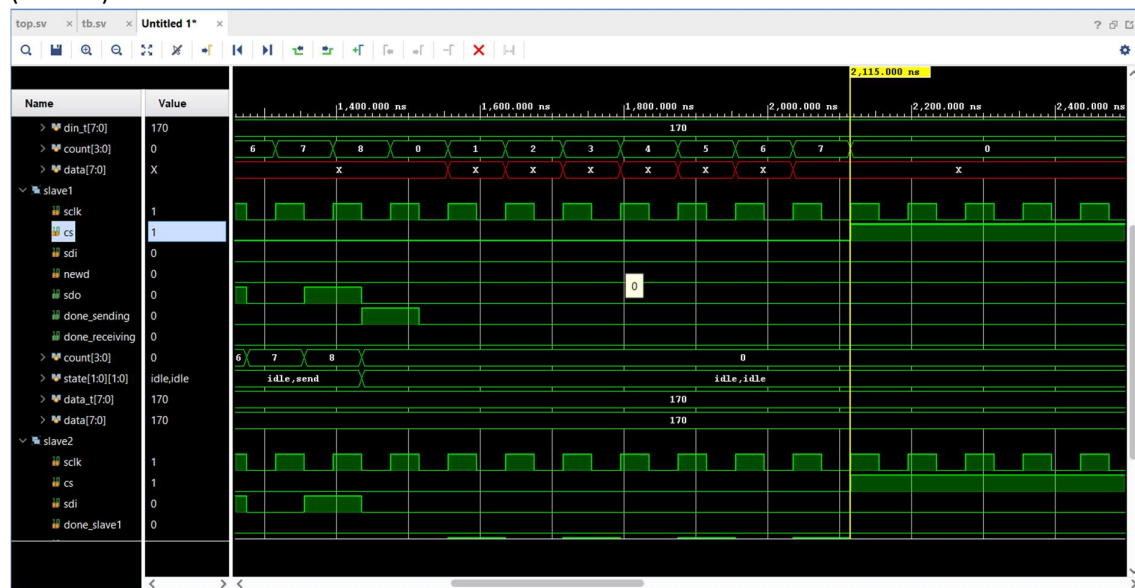 top.sv × tb.sv × Untitled 1* ×
2,115.000 ns
Name Value
1,400.000 ns 1,600.000 ns 1,800.000 ns 2,000.000 ns 2,200.000 ns 2,400.000 ns
> din_t[7:0] 170 170
> count[3:0] 0 6 7 8 0 1 2 3 4 5 6 7 0
> data[7:0] X X X X X X X X X
slave1
sclk 1
cs 1
sdi 0
newd 0
0
sdo 0
done_sending 0
done_receiving 0
> count[3:0] 0 6 7 8 0
> state[1:0][1:0] idle,idle idle,send idle,idle
> data_t[7:0] 170 170
> data[7:0] 170 170
slave2
sclk 1
cs 1
sdi 0
done_slave1 0